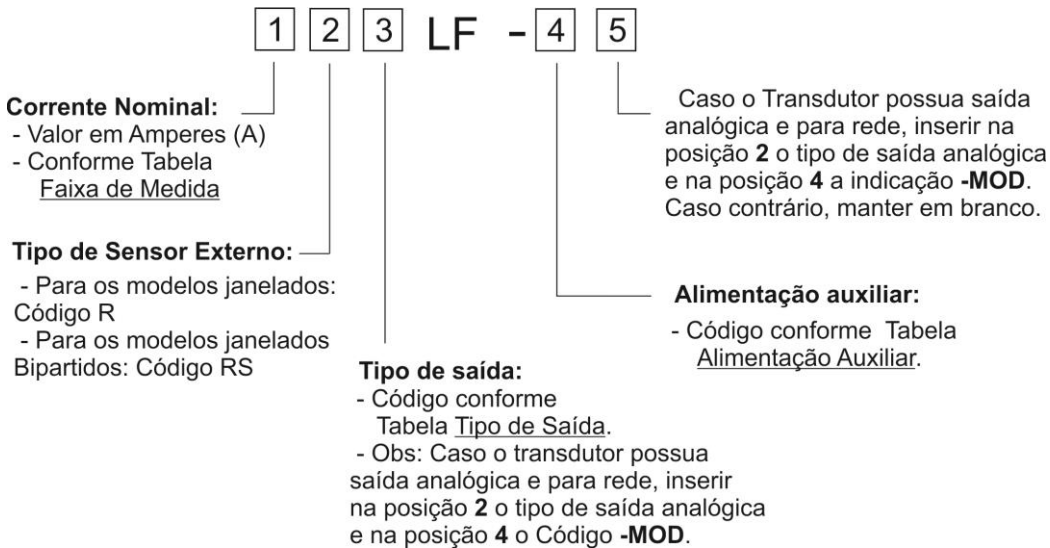 1 2 3 LF - 4 5
Corrente Nominal:
- Valor em Amperes (A)
- Conforme Tabela
Faixa de Medida
Tipo de Sensor Externo:
- Para os modelos janelados:
Código R
- Para os modelos janelados
Bipartidos: Código RS
Tipo de saída:
- Código conforme
Tabela Tipo de Saída.
- Obs: Caso o transdutor possua
saída analógica e para rede, inserir
na posição 2 o tipo de saída analógica
e na posição 4 o Código -MOD.
Caso o Transdutor possua saída
analógica e para rede, inserir na
posição 2 o tipo de saída analógica
e na posição 4 a indicação -MOD.
Caso contrário, manter em branco.
Alimentação auxiliar:
- Código conforme Tabela
Alimentação Auxiliar.